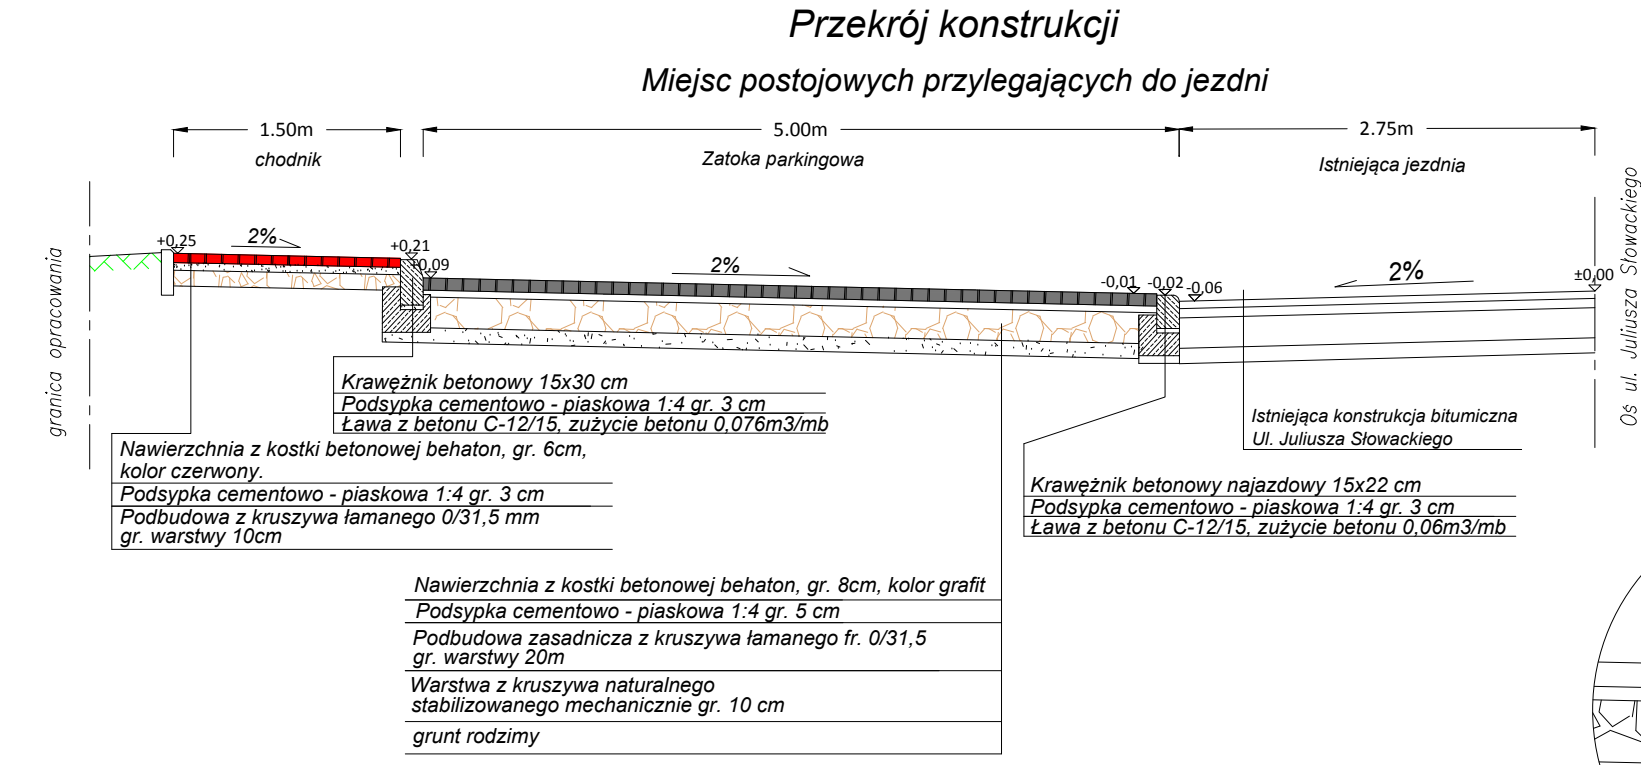 Przekrój konstrukcji
Miejsc postojowych przylegających do jezdni
1.50m
5.00m
2.75m
chodnik
Zatoka parkingowa
Istniejąca jezdnia
granica opracowania
Oś ul. Juliusza Słowackiego
+0,25
2%
+0,21
+0,09
2%
-0,01
-0,02
-0,06
2%
±0,00
Krawężnik betonowy 15x30 cm
Podsypka cementowo - piaskowa 1:4 gr. 3 cm
Ława z betonu C-12/15, zużycie betonu 0,076m3/mb
Nawierzchnia z kostki betonowej behaton, gr. 6cm,
kolor czerwony.
Podsypka cementowo - piaskowa 1:4 gr. 3 cm
Podbudowa z kruszywa łamanego 0/31,5 mm
gr. warstwy 10cm
Istniejąca konstrukcja bitumiczna
Ul. Juliusza Słowackiego
Krawężnik betonowy najazdowy 15x22 cm
Podsypka cementowo - piaskowa 1:4 gr. 3 cm
Ława z betonu C-12/15, zużycie betonu 0,06m3/mb
Nawierzchnia z kostki betonowej behaton, gr. 8cm, kolor grafit
Podsypka cementowo - piaskowa 1:4 gr. 5 cm
Podbudowa zasadnicza z kruszywa łamanego fr. 0/31,5
gr. warstwy 20m
Warstwa z kruszywa naturalnego
stabilizowanego mechanicznie gr. 10 cm
grunt rodzimy